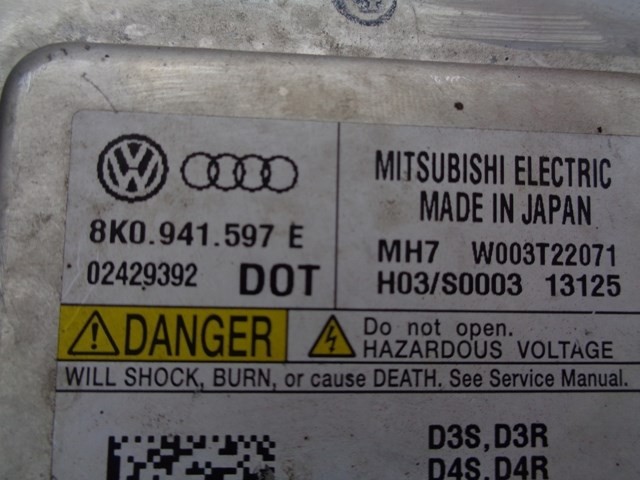 8K0.941.597 E
02429392 DOT
MITSUBISHI ELECTRIC
MADE IN JAPAN
MH7 W003T22071
H03/S0003 13125
DANGER
Do not open.
HAZARDOUS VOLTAGE
WILL SHOCK, BURN, or cause DEATH. See Service Manual.
D3S,D3R
D4S,D4R